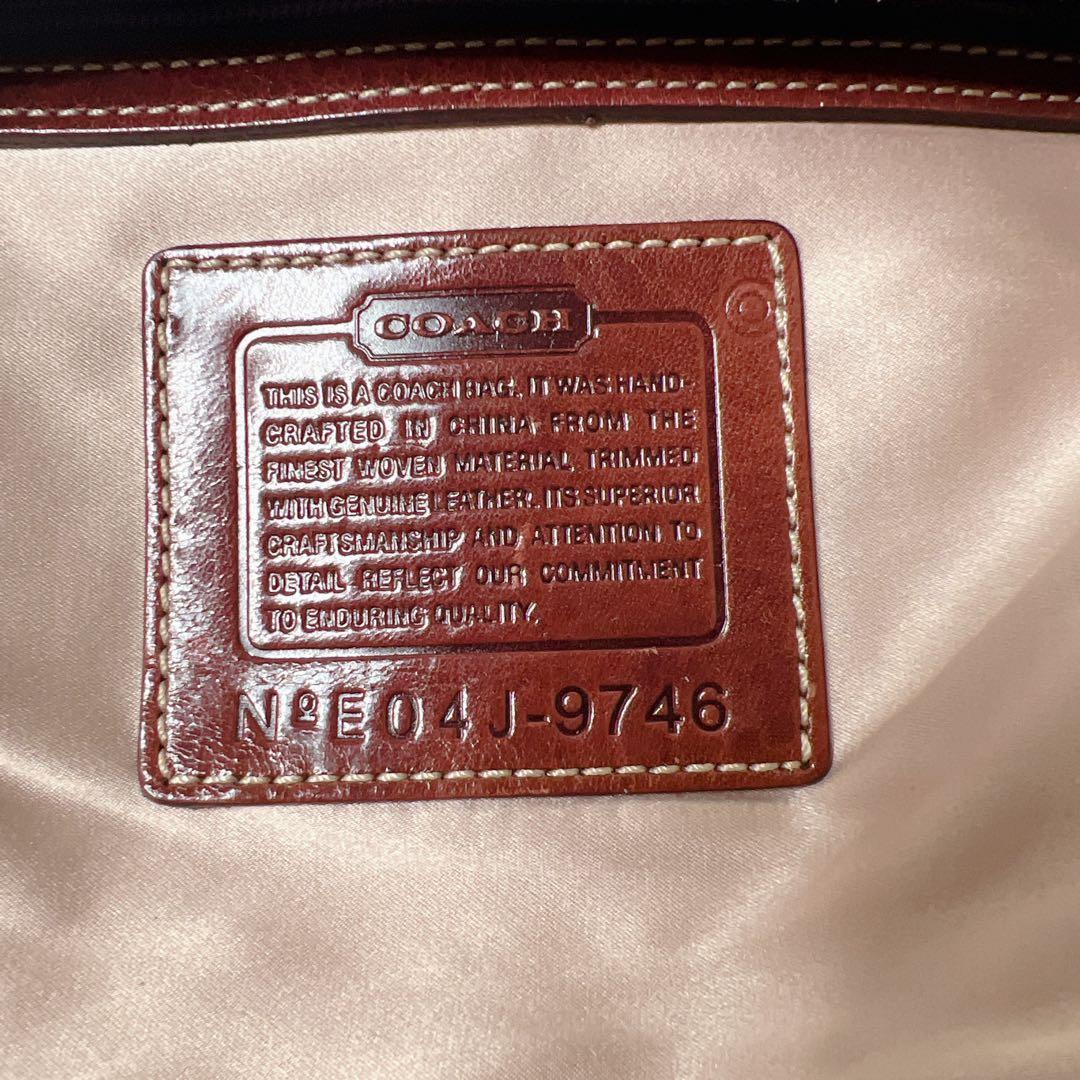 ©
COACH
THIS IS A COACH BAG. IT WAS HAND-
CRAFTED IN CHINA FROM THE
FINEST WOVEN MATERIAL, TRIMMED
WITH GENUINE LEATHER. ITS SUPERIOR
CRAFTSMANSHIP AND ATTENTION TO
DETAIL REFLECT OUR COMMITMENT
TO ENDURING QUALITY.
Nº E04J-9746